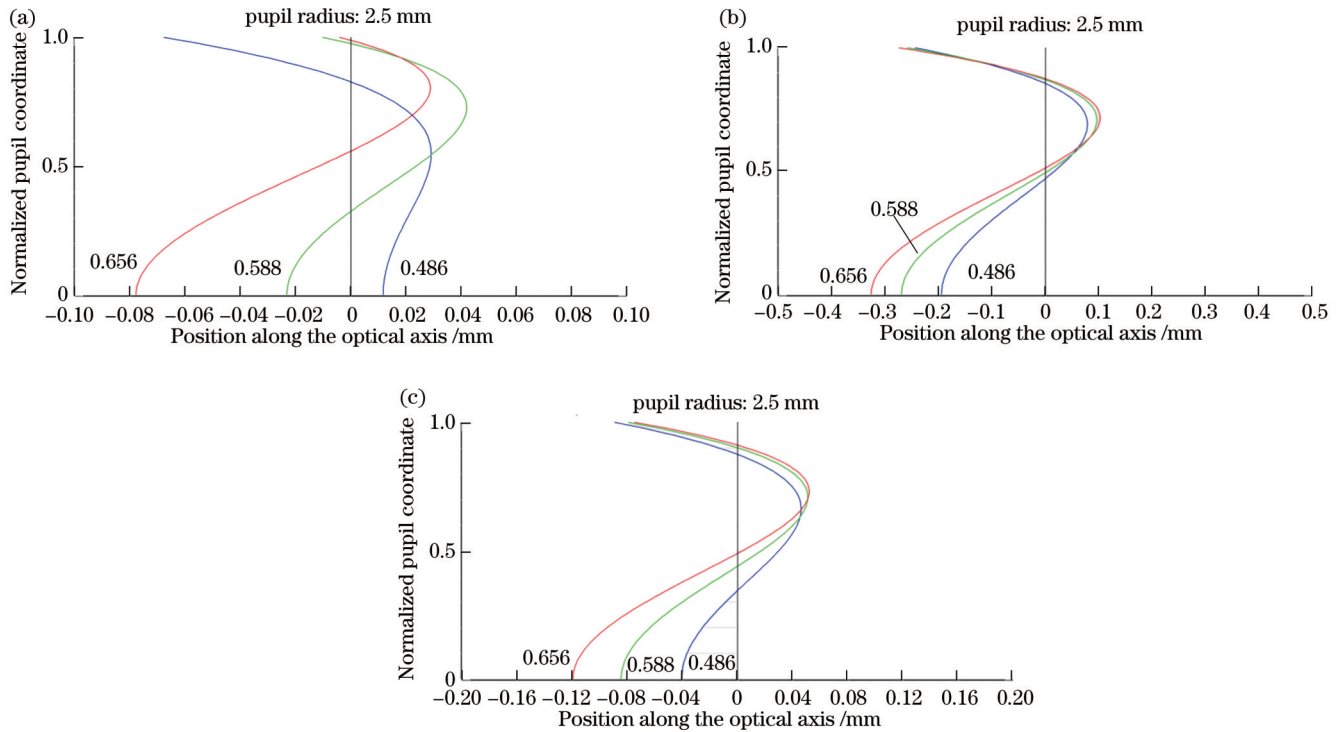 (a)
pupil radius: 2.5 mm
1.0
0.5
0
Normalized pupil coordinate
0.656
0.588
0.486
−0.10 −0.08 −0.06 −0.04 −0.02 0 0.02 0.04 0.06 0.08 0.10
Position along the optical axis /mm
(b)
pupil radius: 2.5 mm
1.0
0.5
0
Normalized pupil coordinate
0.588
0.656
0.486
−0.5 −0.4 −0.3 −0.2 −0.1 0 0.1 0.2 0.3 0.4 0.5
Position along the optical axis /mm
(c)
pupil radius: 2.5 mm
1.0
0.5
0
Normalized pupil coordinate
0.656
0.588
0.486
−0.20 −0.16 −0.12 −0.08 −0.04 0 0.04 0.08 0.12 0.16 0.20
Position along the optical axis /mm